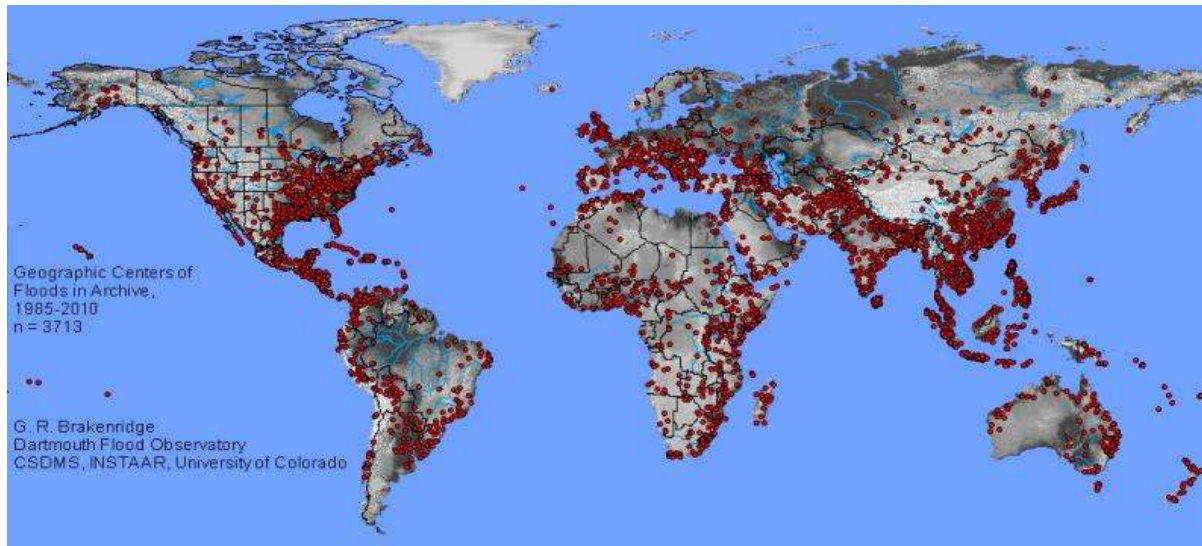 Geographic Centers of
Floods in Archive,
1985-2010
n = 3713
G. R. Brakenridge
Dartmouth Flood Observatory
CSDMS, INSTAAR, University of Colorado